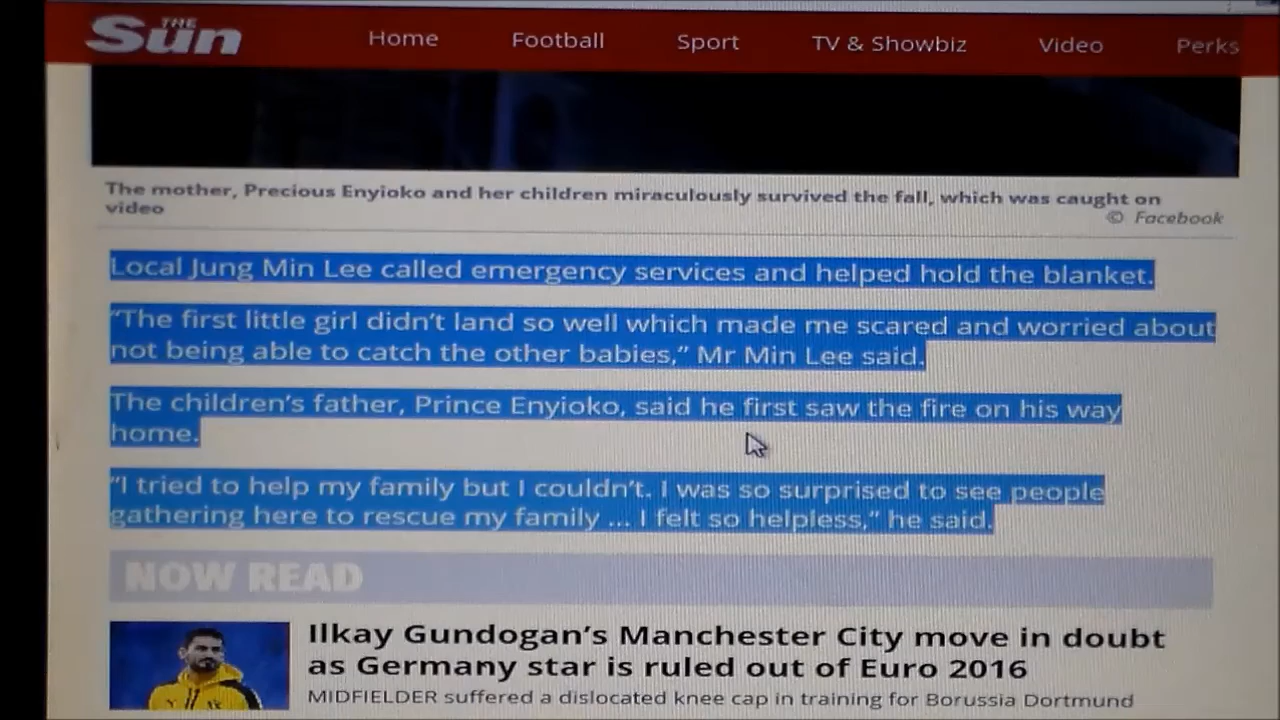 THE
Sun
Home Football Sport TV & Showbiz Video Perks
The mother, Precious Enyioko and her children miraculously survived the fall, which was caught on
video
© Facebook
Local Jung Min Lee called emergency services and helped hold the blanket.
“The first little girl didn’t land so well which made me scared and worried about
not being able to catch the other babies,” Mr Min Lee said.
The children’s father, Prince Enyioko, said he first saw the fire on his way
home.
“I tried to help my family but I couldn’t. I was so surprised to see people
gathering here to rescue my family ... I felt so helpless,” he said.
NOW READ
Ilkay Gundogan’s Manchester City move in doubt
as Germany star is ruled out of Euro 2016
MIDFIELDER suffered a dislocated knee cap in training for Borussia Dortmund